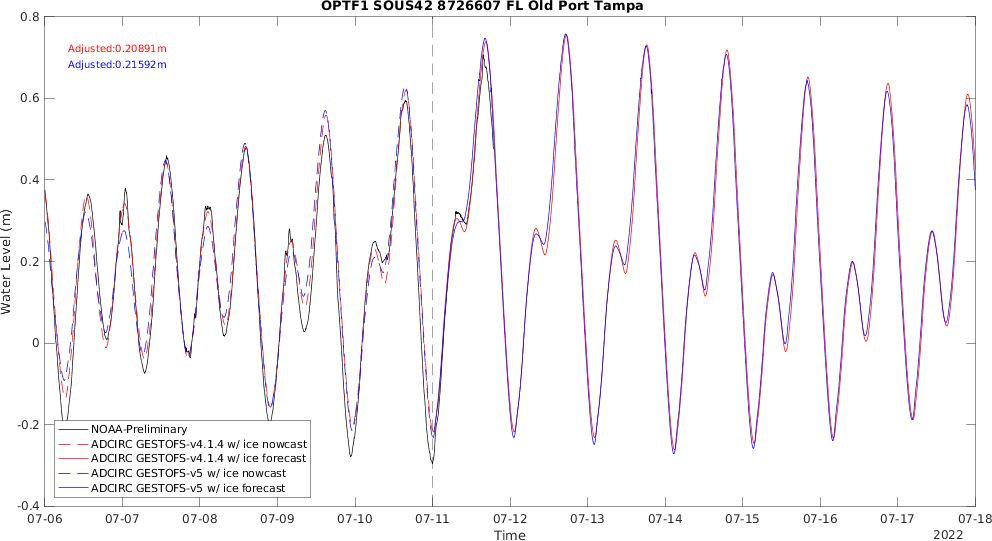 OPTF1 SOUS42 8726607 FL Old Port Tampa
0.8
0.6
0.4
0.2
0
-0.2
-0.4
Water Level (m)
Adjusted:0.20891m
Adjusted:0.21592m
NOAA-Preliminary
ADCIRC GESTOFS-v4.1.4 w/ ice nowcast
ADCIRC GESTOFS-v4.1.4 w/ ice forecast
ADCIRC GESTOFS-v5 w/ ice nowcast
ADCIRC GESTOFS-v5 w/ ice forecast
07-06 07-07 07-08 07-09 07-10 07-11 07-12 07-13 07-14 07-15 07-16 07-17 07-18
Time
2022